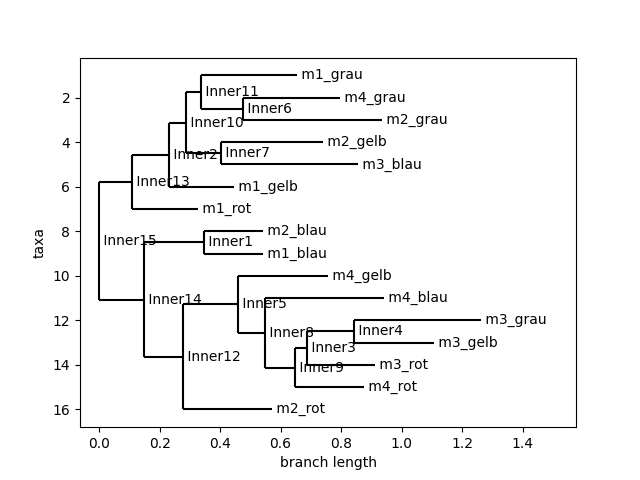 m1_grau
Inner11
m4_grau
Inner6
m2_grau
Inner10
m2_gelb
Inner7
Inner2
m3_blau
Inner13
m1_gelb
m1_rot
m2_blau
Inner15
Inner1
m1_blau
m4_gelb
Inner14
m4_blau
Inner5
m3_grau
Inner8
Inner4
m3_gelb
Inner3
Inner12
m3_rot
Inner9
m4_rot
m2_rot
2
4
6
8
10
12
14
16
taxa
0.0 0.2 0.4 0.6 0.8 1.0 1.2 1.4
branch length